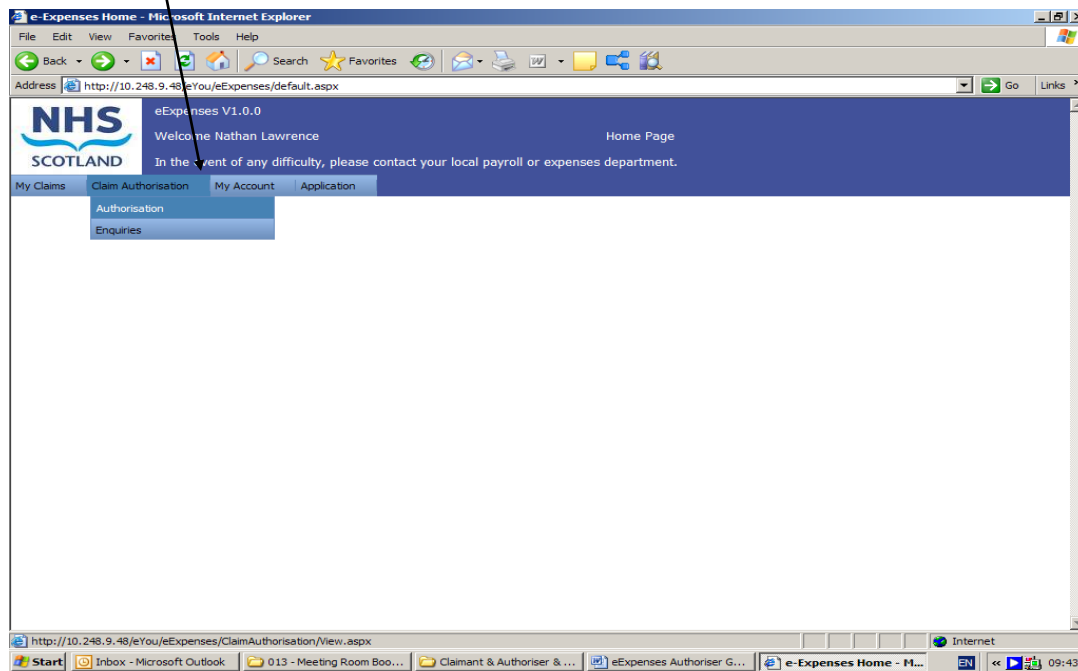 e-Expenses Home - Microsoft Internet Explorer
File Edit View Favorites Tools Help
Back Search Favorites
Address http://10.248.9.48/eYou/eExpenses/default.aspx Go Links
NHS
SCOTLAND
eExpenses V1.0.0
Welcome Nathan Lawrence Home Page
In the event of any difficulty, please contact your local payroll or expenses department.
My Claims Claim Authorisation My Account Application
Authorisation
Enquiries
http://10.248.9.48/eYou/eExpenses/ClaimAuthorisation/View.aspx Internet
Start Inbox - Microsoft Outlook 013 - Meeting Room Boo... Claimant & Authoriser & ... eExpenses Authoriser G... e-Expenses Home - M... EN « 09:43